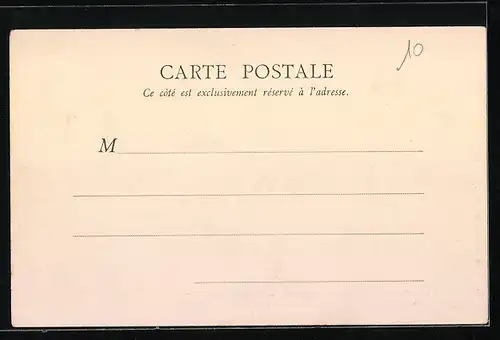 10
CARTE POSTALE
Ce côté est exclusivement réservé à l'adresse.
M